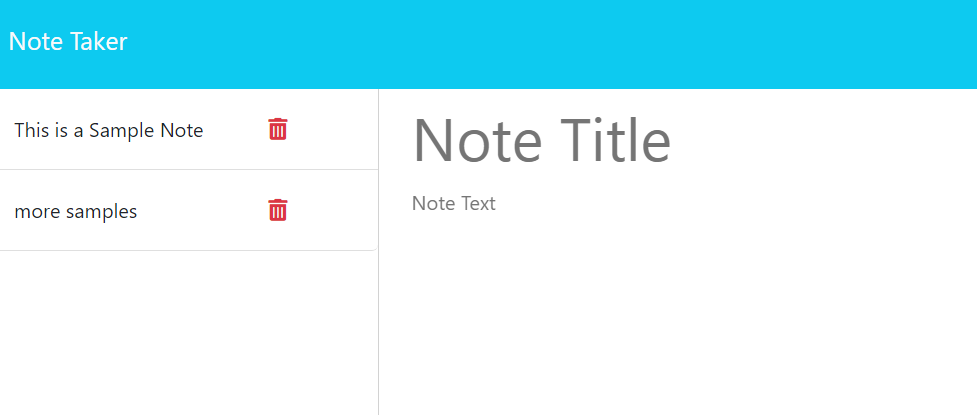 Note Taker
This is a Sample Note
more samples
Note Title
Note Text